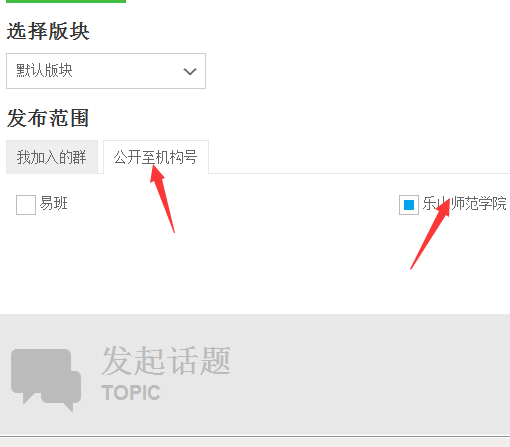 选择版块
默认版块
发布范围
我加入的群 公开至机构号
易班 乐山师范学院
发起话题
TOPIC